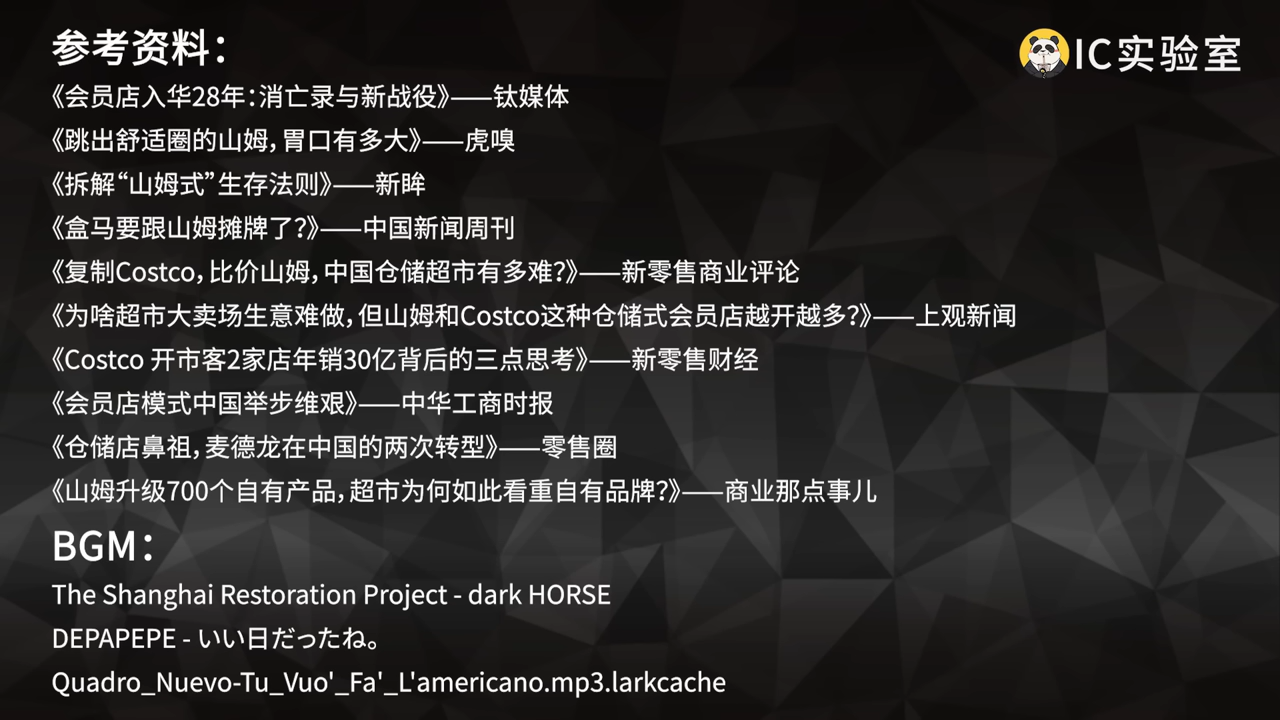 参考资料：
IC实验室
《会员店入华28年：消亡录与新战役》——钛媒体
《跳出舒适圈的山姆，胃口有多大》——虎嗅
《拆解“山姆式”生存法则》——新眸
《盒马要跟山姆摊牌了？》——中国新闻周刊
《复制Costco，比价山姆，中国仓储超市有多难？》——新零售商业评论
《为啥超市大卖场生意难做，但山姆和Costco这种仓储式会员店越开越多？》——上观新闻
《Costco 开市客2家店年销30亿背后的三点思考》——新零售财经
《会员店模式中国举步维艰》——中华工商时报
《仓储店鼻祖，麦德龙在中国的两次转型》——零售圈
《山姆升级700个自有产品，超市为何如此看重自有品牌？》——商业那点事儿
BGM：
The Shanghai Restoration Project - dark HORSE
DEPAPEPE - いい日だったね。
Quadro_Nuevo-Tu_Vuo'_Fa'_L'americano.mp3.larkcache